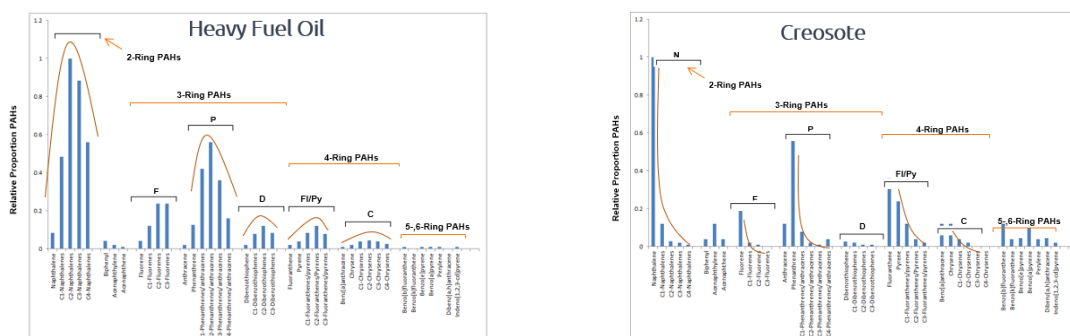 Heavy Fuel Oil
Relative Proportion PAHs
1.2
1
0.8
0.6
0.4
0.2
0
2-Ring PAHs
3-Ring PAHs
P
4-Ring PAHs
F
D
Fl/Py
C
5-,6-Ring PAHs
Naphthalene
C1-Naphthalenes
C2-Naphthalenes
C3-Naphthalenes
C4-Naphthalenes
Biphenyl
Acenaphthylene
Acenaphthene
Fluorene
C1-Fluorenes
C2-Fluorenes
C3-Fluorenes
Anthracene
Phenanthrene
C1-Phenanthrenes/anthracenes
C2-Phenanthrenes/anthracenes
C3-Phenanthrenes/anthracenes
C4-Phenanthrenes/anthracenes
Dibenzothiophene
C1-Dibenzothiophenes
C2-Dibenzothiophenes
C3-Dibenzothiophenes
Fluoranthene
Pyrene
C1-Fluoranthenes/pyrenes
C2-Fluoranthenes/pyrenes
C3-Fluoranthenes/pyrenes
Benz(a)anthracene
Chrysene
C1-Chrysenes
C2-Chrysenes
C3-Chrysenes
C4-Chrysenes
Benzo(b)fluoranthene
Benzo(k)fluoranthene
Benzo(e)pyrene
Benzo(a)pyrene
Perylene
Dibenz(a,h)anthracene
Indeno(1,2,3-cd)pyrene
Creosote
Relative Proportion PAHs
1.2
1
0.8
0.6
0.4
0.2
0
N
2-Ring PAHs
3-Ring PAHs
P
4-Ring PAHs
Fl/Py
F
D
C
5-,6-Ring PAHs
Naphthalene
C1-Naphthalenes
C2-Naphthalenes
C3-Naphthalenes
C4-Naphthalenes
Biphenyl
Acenaphthylene
Acenaphthene
Fluorene
C1-Fluorenes
C2-Fluorenes
C3-Fluorenes
Anthracene
Phenanthrene
C1-Phenanthrenes/anthracenes
C2-Phenanthrenes/anthracenes
C3-Phenanthrenes/anthracenes
C4-Phenanthrenes/anthracenes
Dibenzothiophene
C1-Dibenzothiophenes
C2-Dibenzothiophenes
C3-Dibenzothiophenes
Fluoranthene
Pyrene
C1-Fluoranthenes/pyrenes
C2-Fluoranthenes/pyrenes
C3-Fluoranthenes/pyrenes
Benz(a)anthracene
Chrysene
C1-Chrysenes
C2-Chrysenes
C3-Chrysenes
C4-Chrysenes
Benzo(b)fluoranthene
Benzo(k)fluoranthene
Benzo(e)pyrene
Benzo(a)pyrene
Perylene
Dibenz(a,h)anthracene
Indeno(1,2,3-cd)pyrene